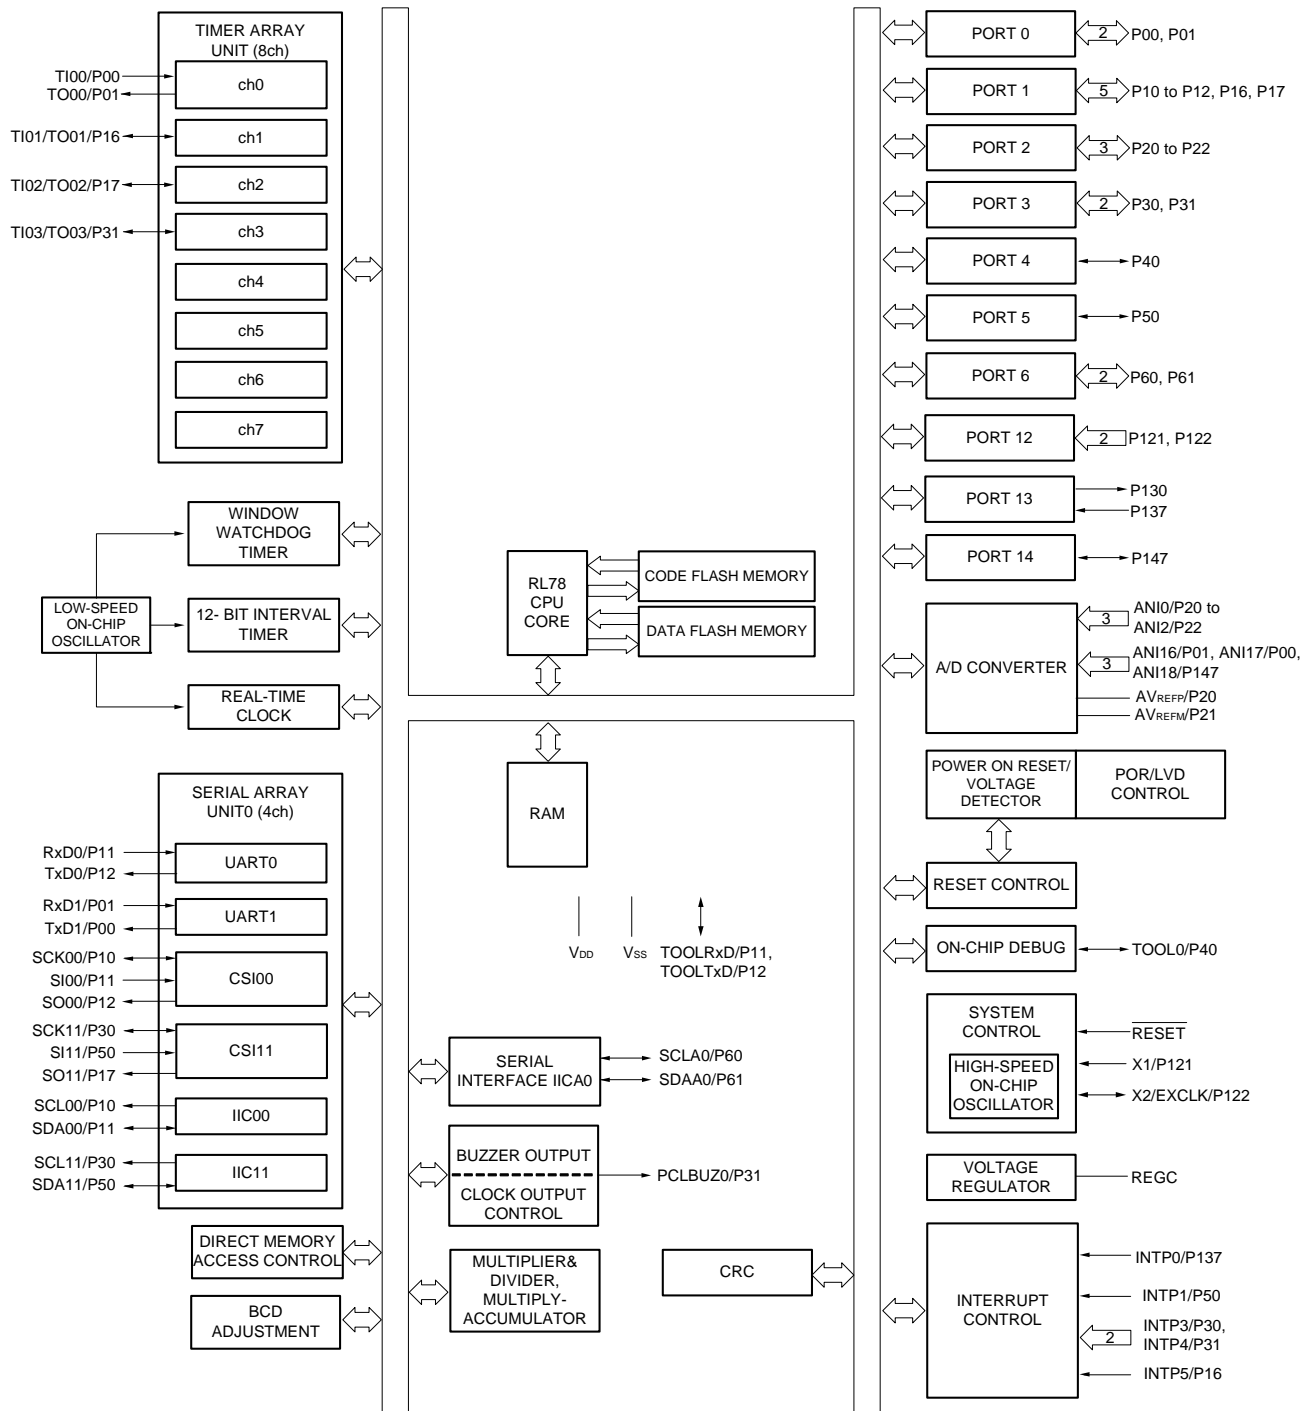 TIMER ARRAY
UNIT (8ch)
TI00/P00
TO00/P01
ch0
TI01/TO01/P16
ch1
TI02/TO02/P17
ch2
TI03/TO03/P31
ch3
ch4
ch5
ch6
ch7
WINDOW
WATCHDOG
TIMER
LOW-SPEED
ON-CHIP
OSCILLATOR
12- BIT INTERVAL
TIMER
REAL-TIME
CLOCK
SERIAL ARRAY
UNIT0 (4ch)
RxD0/P11
TxD0/P12
UART0
RxD1/P01
TxD1/P00
UART1
SCK00/P10
SI00/P11
SO00/P12
CSI00
SCK11/P30
SI11/P50
SO11/P17
CSI11
SCL00/P10
SDA00/P11
IIC00
SCL11/P30
SDA11/P50
IIC11
DIRECT MEMORY
ACCESS CONTROL
BCD
ADJUSTMENT
RL78
CPU
CORE
CODE FLASH MEMORY
DATA FLASH MEMORY
RAM
VDD
VSS
TOOLRxD/P11,
TOOLTxD/P12
SERIAL
INTERFACE IICA0
SCLA0/P60
SDAA0/P61
BUZZER OUTPUT
CLOCK OUTPUT
CONTROL
PCLBUZ0/P31
MULTIPLIER&
DIVIDER,
MULTIPLY-
ACCUMULATOR
CRC
PORT 0
2
P00, P01
PORT 1
5
P10 to P12, P16, P17
PORT 2
3
P20 to P22
PORT 3
2
P30, P31
PORT 4
P40
PORT 5
P50
PORT 6
2
P60, P61
PORT 12
2
P121, P122
PORT 13
P130
P137
PORT 14
P147
A/D CONVERTER
3
ANI0/P20 to
ANI2/P22
3
ANI16/P01, ANI17/P00,
ANI18/P147
AVREFP/P20
AVREFM/P21
POWER ON RESET/
VOLTAGE
DETECTOR
POR/LVD
CONTROL
RESET CONTROL
ON-CHIP DEBUG
TOOL0/P40
SYSTEM
CONTROL
HIGH-SPEED
ON-CHIP
OSCILLATOR
RESET
X1/P121
X2/EXCLK/P122
VOLTAGE
REGULATOR
REGC
INTERRUPT
CONTROL
INTP0/P137
INTP1/P50
2
INTP3/P30,
INTP4/P31
INTP5/P16